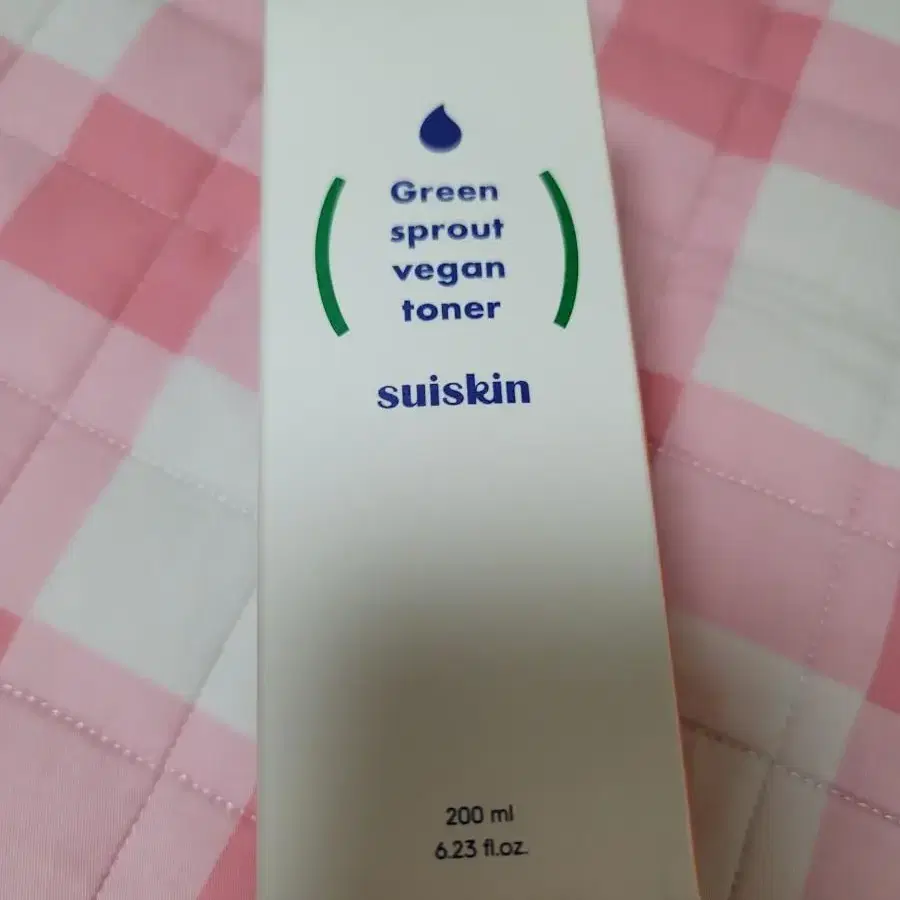 Green
sprout
vegan
toner
suiskin
200 ml
6.23 fl.oz.